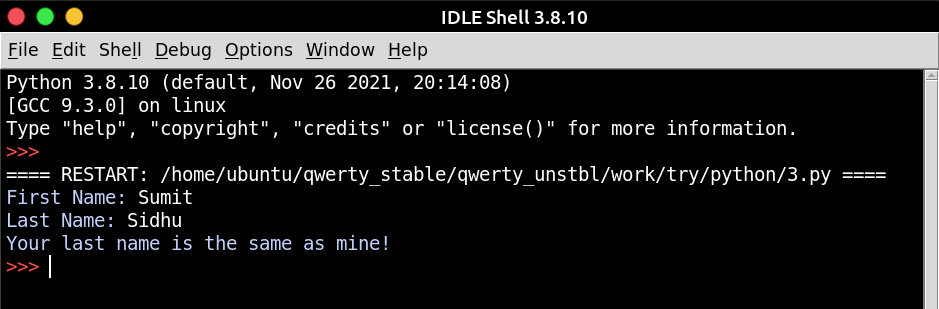 IDLE Shell 3.8.10
File Edit Shell Debug Options Window Help
Python 3.8.10 (default, Nov 26 2021, 20:14:08)
[GCC 9.3.0] on linux
Type "help", "copyright", "credits" or "license()" for more information.
>>>
==== RESTART: /home/ubuntu/qwerty_stable/qwerty_unstbl/work/try/python/3.py ====
First Name: Sumit
Last Name: Sidhu
Your last name is the same as mine!
>>>